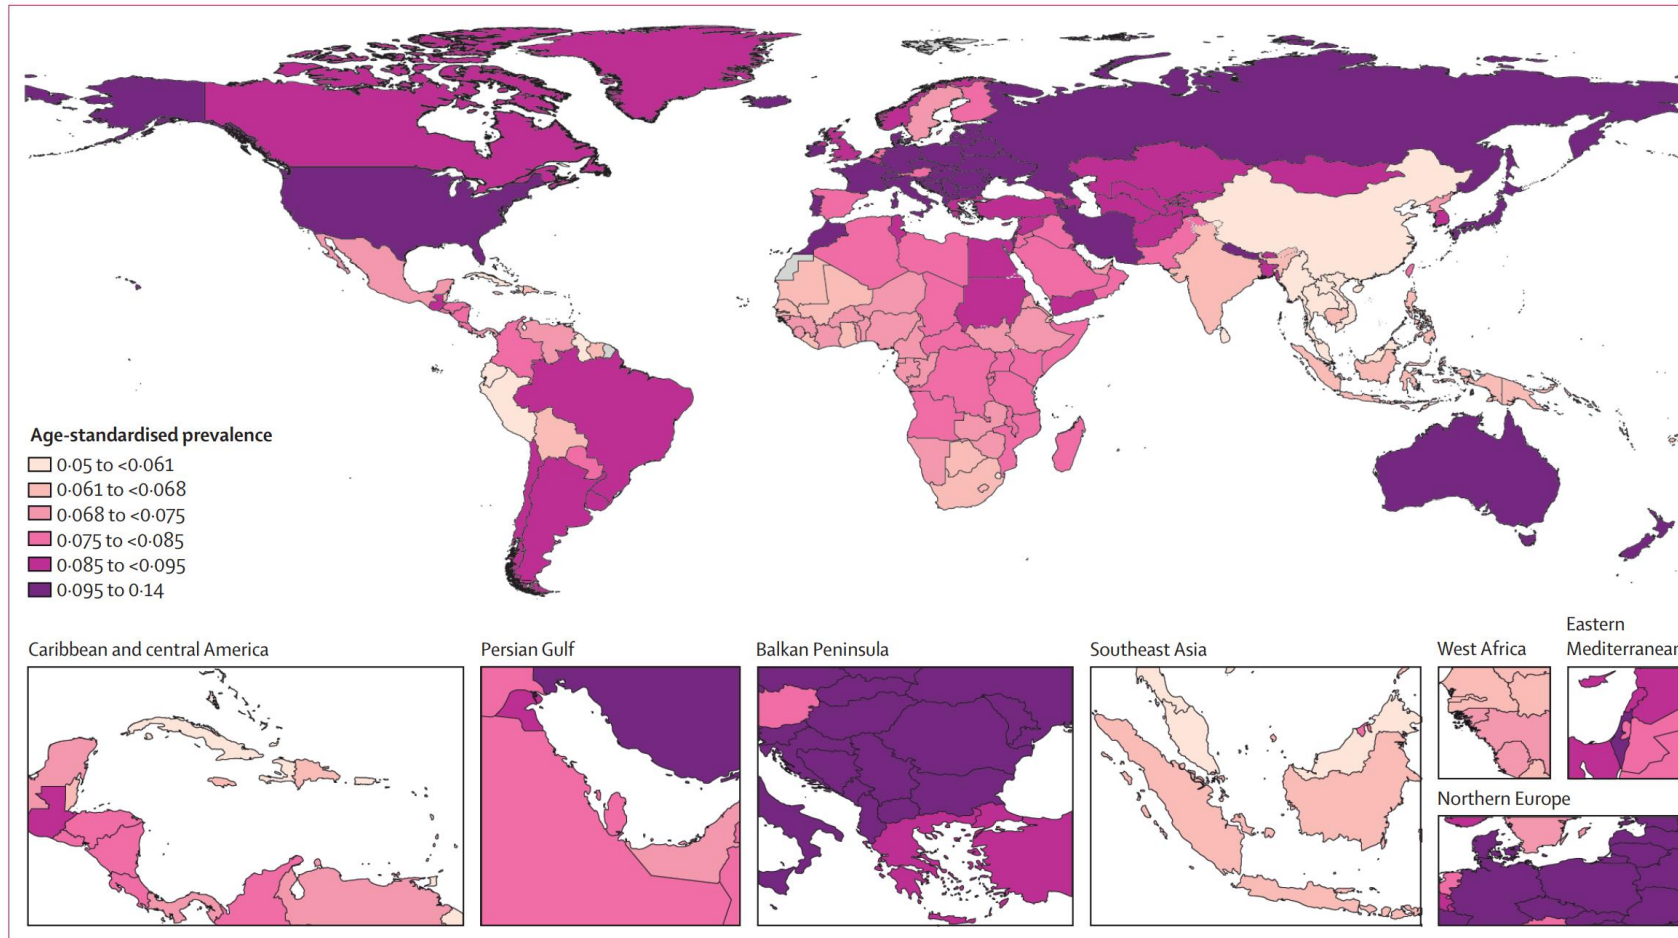 Age-standardised prevalence
0·05 to <0·061
0·061 to <0·068
0·068 to <0·075
0·075 to <0·085
0·085 to <0·095
0·095 to 0·14
Caribbean and central America
Persian Gulf
Balkan Peninsula
Southeast Asia
West Africa
Eastern
Mediterranean
Northern Europe